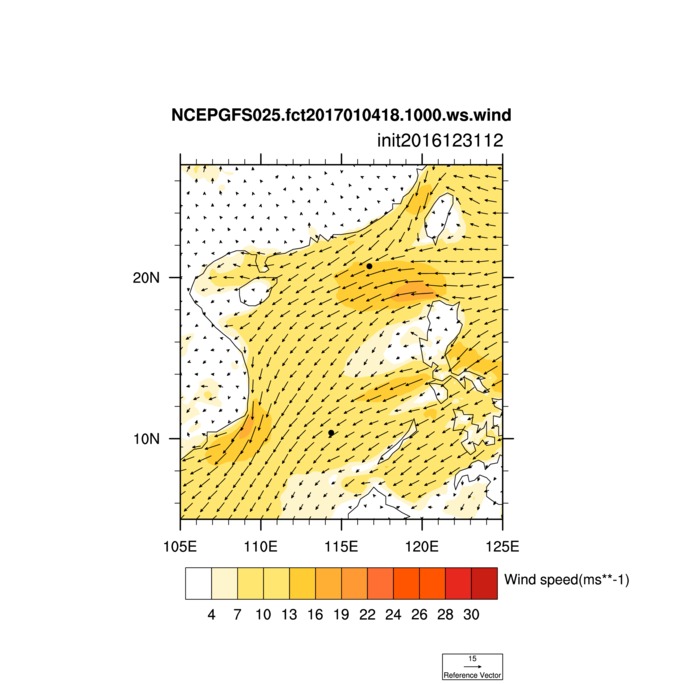 NCEPGFS025.fct2017010418.1000.ws.wind
init2016123112
20N
10N
105E 110E 115E 120E 125E
Wind speed(ms**-1)
4 7 10 13 16 19 22 24 26 28 30
15
Reference Vector